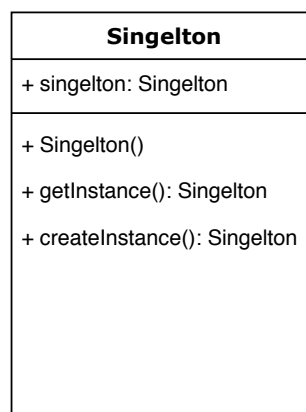 Singelton
+ singelton: Singelton
+ Singelton()
+ getInstance(): Singelton
+ createInstance(): Singelton